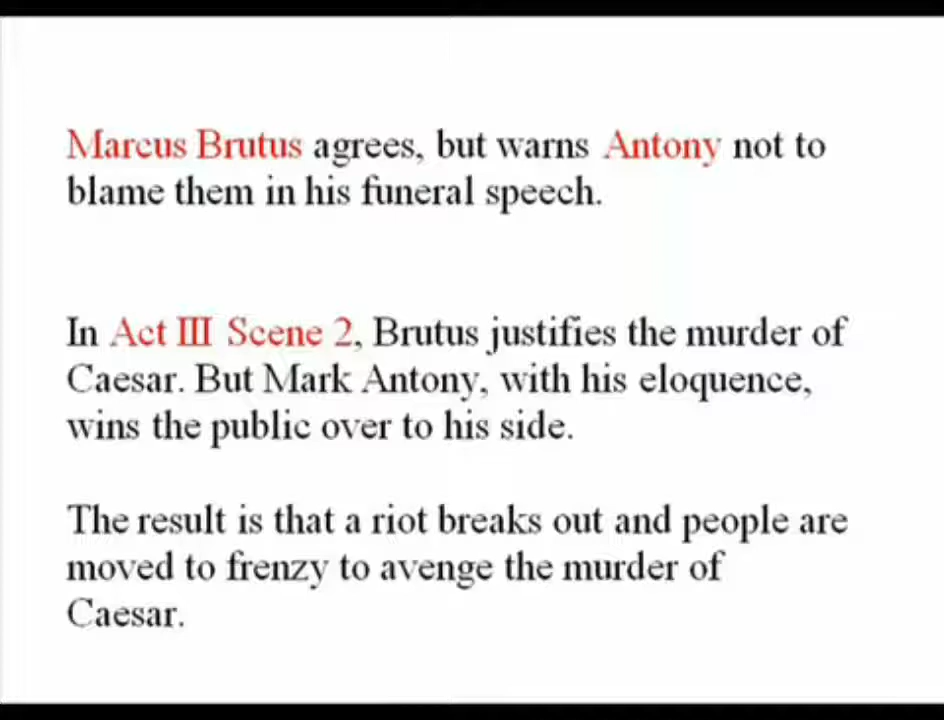 Marcus Brutus agrees, but warns Antony not to
blame them in his funeral speech.
In Act III Scene 2, Brutus justifies the murder of
Caesar. But Mark Antony, with his eloquence,
wins the public over to his side.
The result is that a riot breaks out and people are
moved to frenzy to avenge the murder of
Caesar.